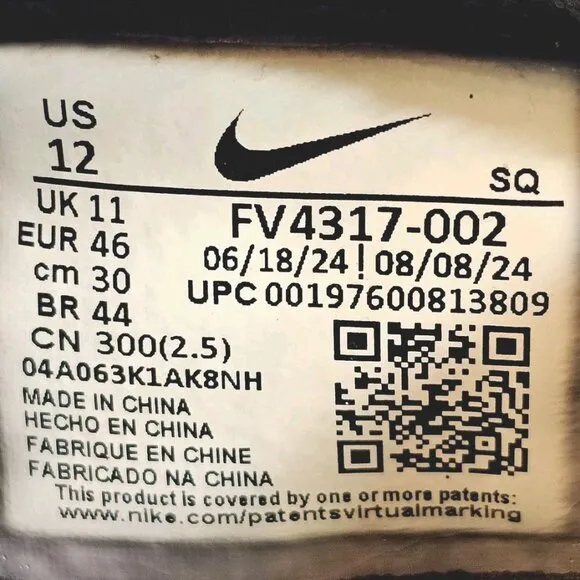 US
12
SQ
UK 11
FV4317-002
EUR 46
06/18/24 | 08/08/24
cm 30
UPC 00197600813809
BR 44
CN 300(2.5)
04A063K1AK8NH
MADE IN CHINA
HECHO EN CHINA
FABRIQUE EN CHINE
FABRICADO NA CHINA
This product is covered by one or more patents:
www.nike.com/patentsvirtualmarking